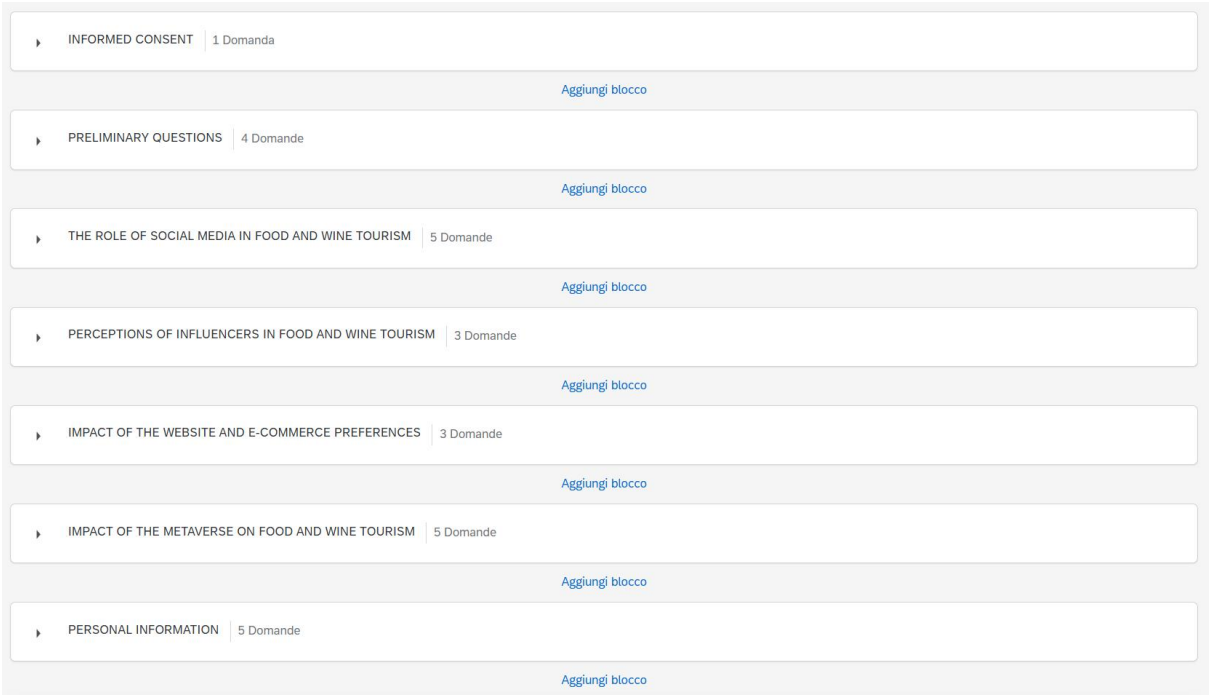 INFORMED CONSENT 1 Domanda
Aggiungi blocco
PRELIMINARY QUESTIONS 4 Domande
Aggiungi blocco
THE ROLE OF SOCIAL MEDIA IN FOOD AND WINE TOURISM 5 Domande
Aggiungi blocco
PERCEPTIONS OF INFLUENCERS IN FOOD AND WINE TOURISM 3 Domande
Aggiungi blocco
IMPACT OF THE WEBSITE AND E-COMMERCE PREFERENCES 3 Domande
Aggiungi blocco
IMPACT OF THE METAVERSE ON FOOD AND WINE TOURISM 5 Domande
Aggiungi blocco
PERSONAL INFORMATION 5 Domande
Aggiungi blocco